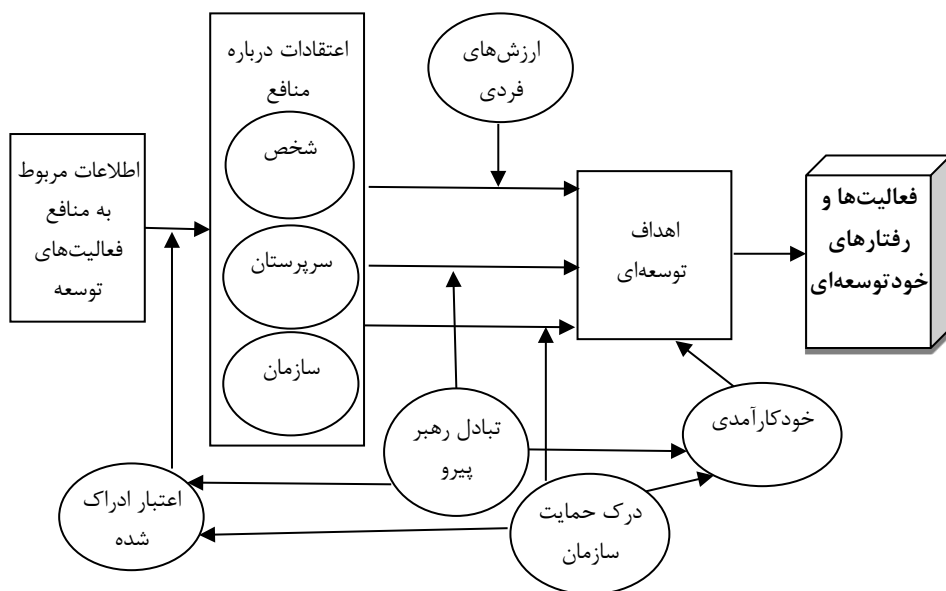 اطلاعات مربوط
به منافع
فعالیت‌های
توسعه
اعتقادات درباره
منافع
شخص
سرپرستان
سازمان
ارزش‌های
فردی
اهداف
توسعه‌ای
فعالیت‌ها و
رفتارهای
خودتوسعه‌ای
تبادل رهبر
پیرو
خودکارآمدی
اعتبار ادراک
شده
درک حمایت
سازمان